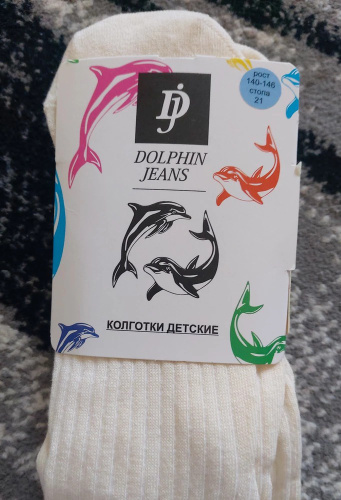 рост
140-146
стопа
21
DJ
DOLPHIN
JEANS
КОЛГОТКИ ДЕТСКИЕ